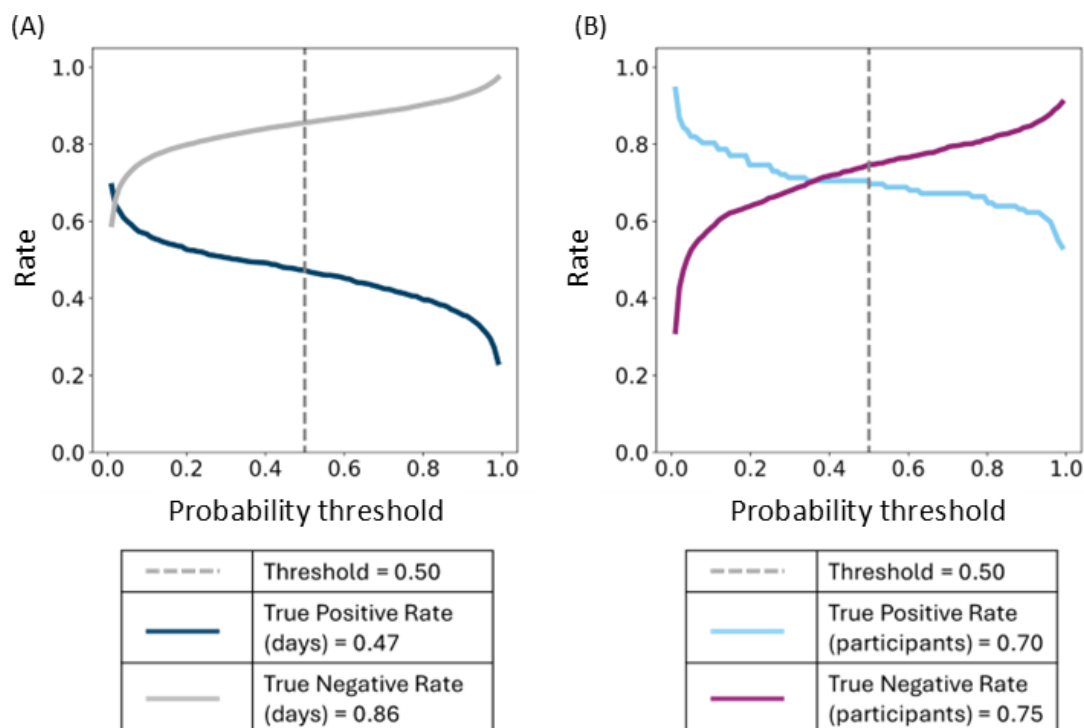 (A)
1.0
0.8
0.6
0.4
0.2
0.0
Rate
0.0 0.2 0.4 0.6 0.8 1.0
Probability threshold
Threshold = 0.50
True Positive Rate
(days) = 0.47
True Negative Rate
(days) = 0.86
(B)
1.0
0.8
0.6
0.4
0.2
0.0
Rate
0.0 0.2 0.4 0.6 0.8 1.0
Probability threshold
Threshold = 0.50
True Positive Rate
(participants) = 0.70
True Negative Rate
(participants) = 0.75